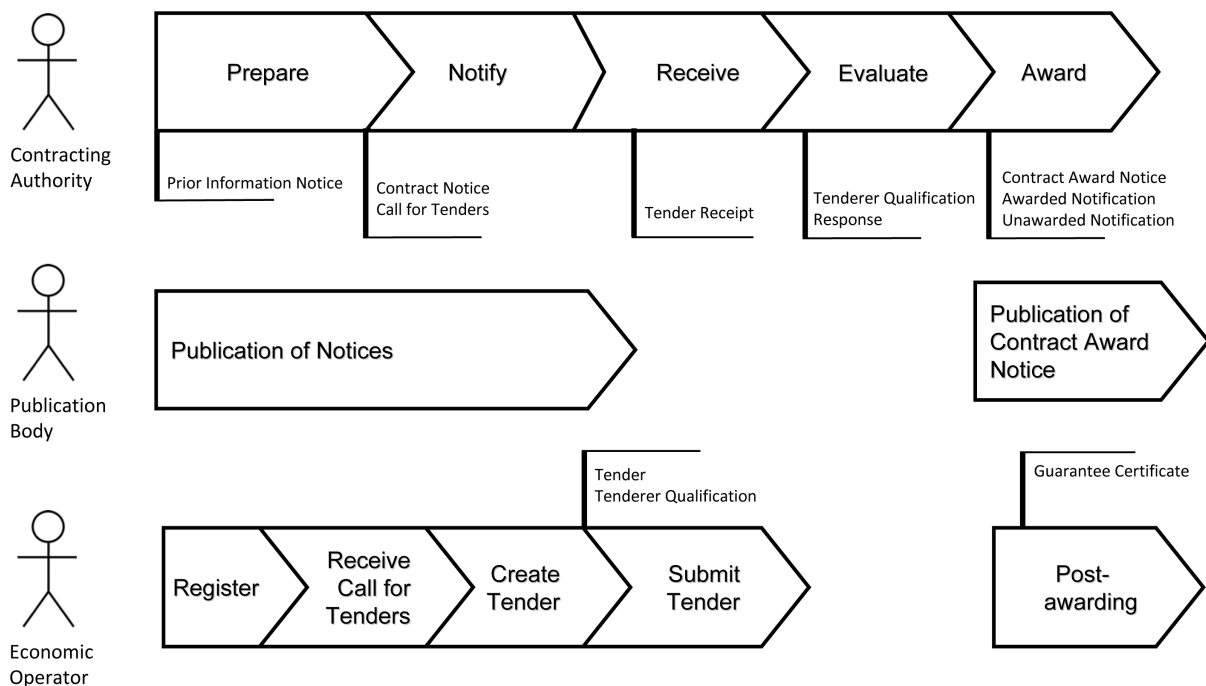 Contracting
Authority
Prepare
Notify
Receive
Evaluate
Award
Prior Information Notice
Contract Notice
Call for Tenders
Tender Receipt
Tenderer Qualification
Response
Contract Award Notice
Awarded Notification
Unawarded Notification
Publication
Body
Publication of Notices
Publication of
Contract Award
Notice
Economic
Operator
Tender
Tenderer Qualification
Guarantee Certificate
Register
Receive
Call for
Tenders
Create
Tender
Submit
Tender
Post-
awarding